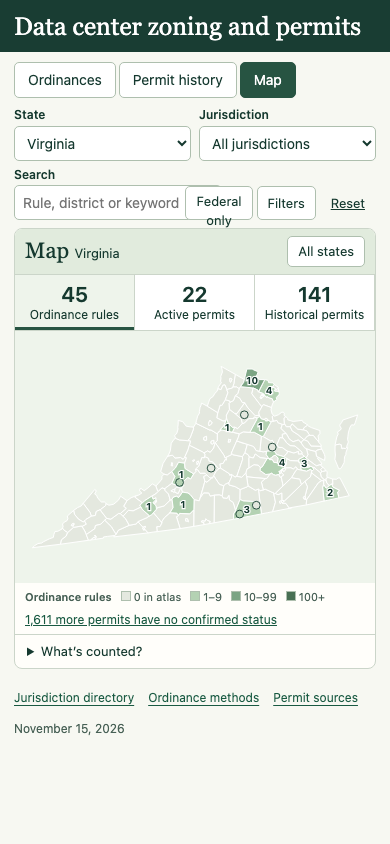 Data center zoning and permits
Ordinances Permit history Map
State Jurisdiction
Virginia All jurisdictions
Search
Rule, district or keyword Federal only Filters Reset
Map Virginia All states
45 22 141
Ordinance rules Active permits Historical permits
10
4
1 1
4 3
1
2
1 1 3
Ordinance rules 0 in atlas 1–9 10–99 100+
1,611 more permits have no confirmed status
▶ What's counted?
Jurisdiction directory Ordinance methods Permit sources
November 15, 2026